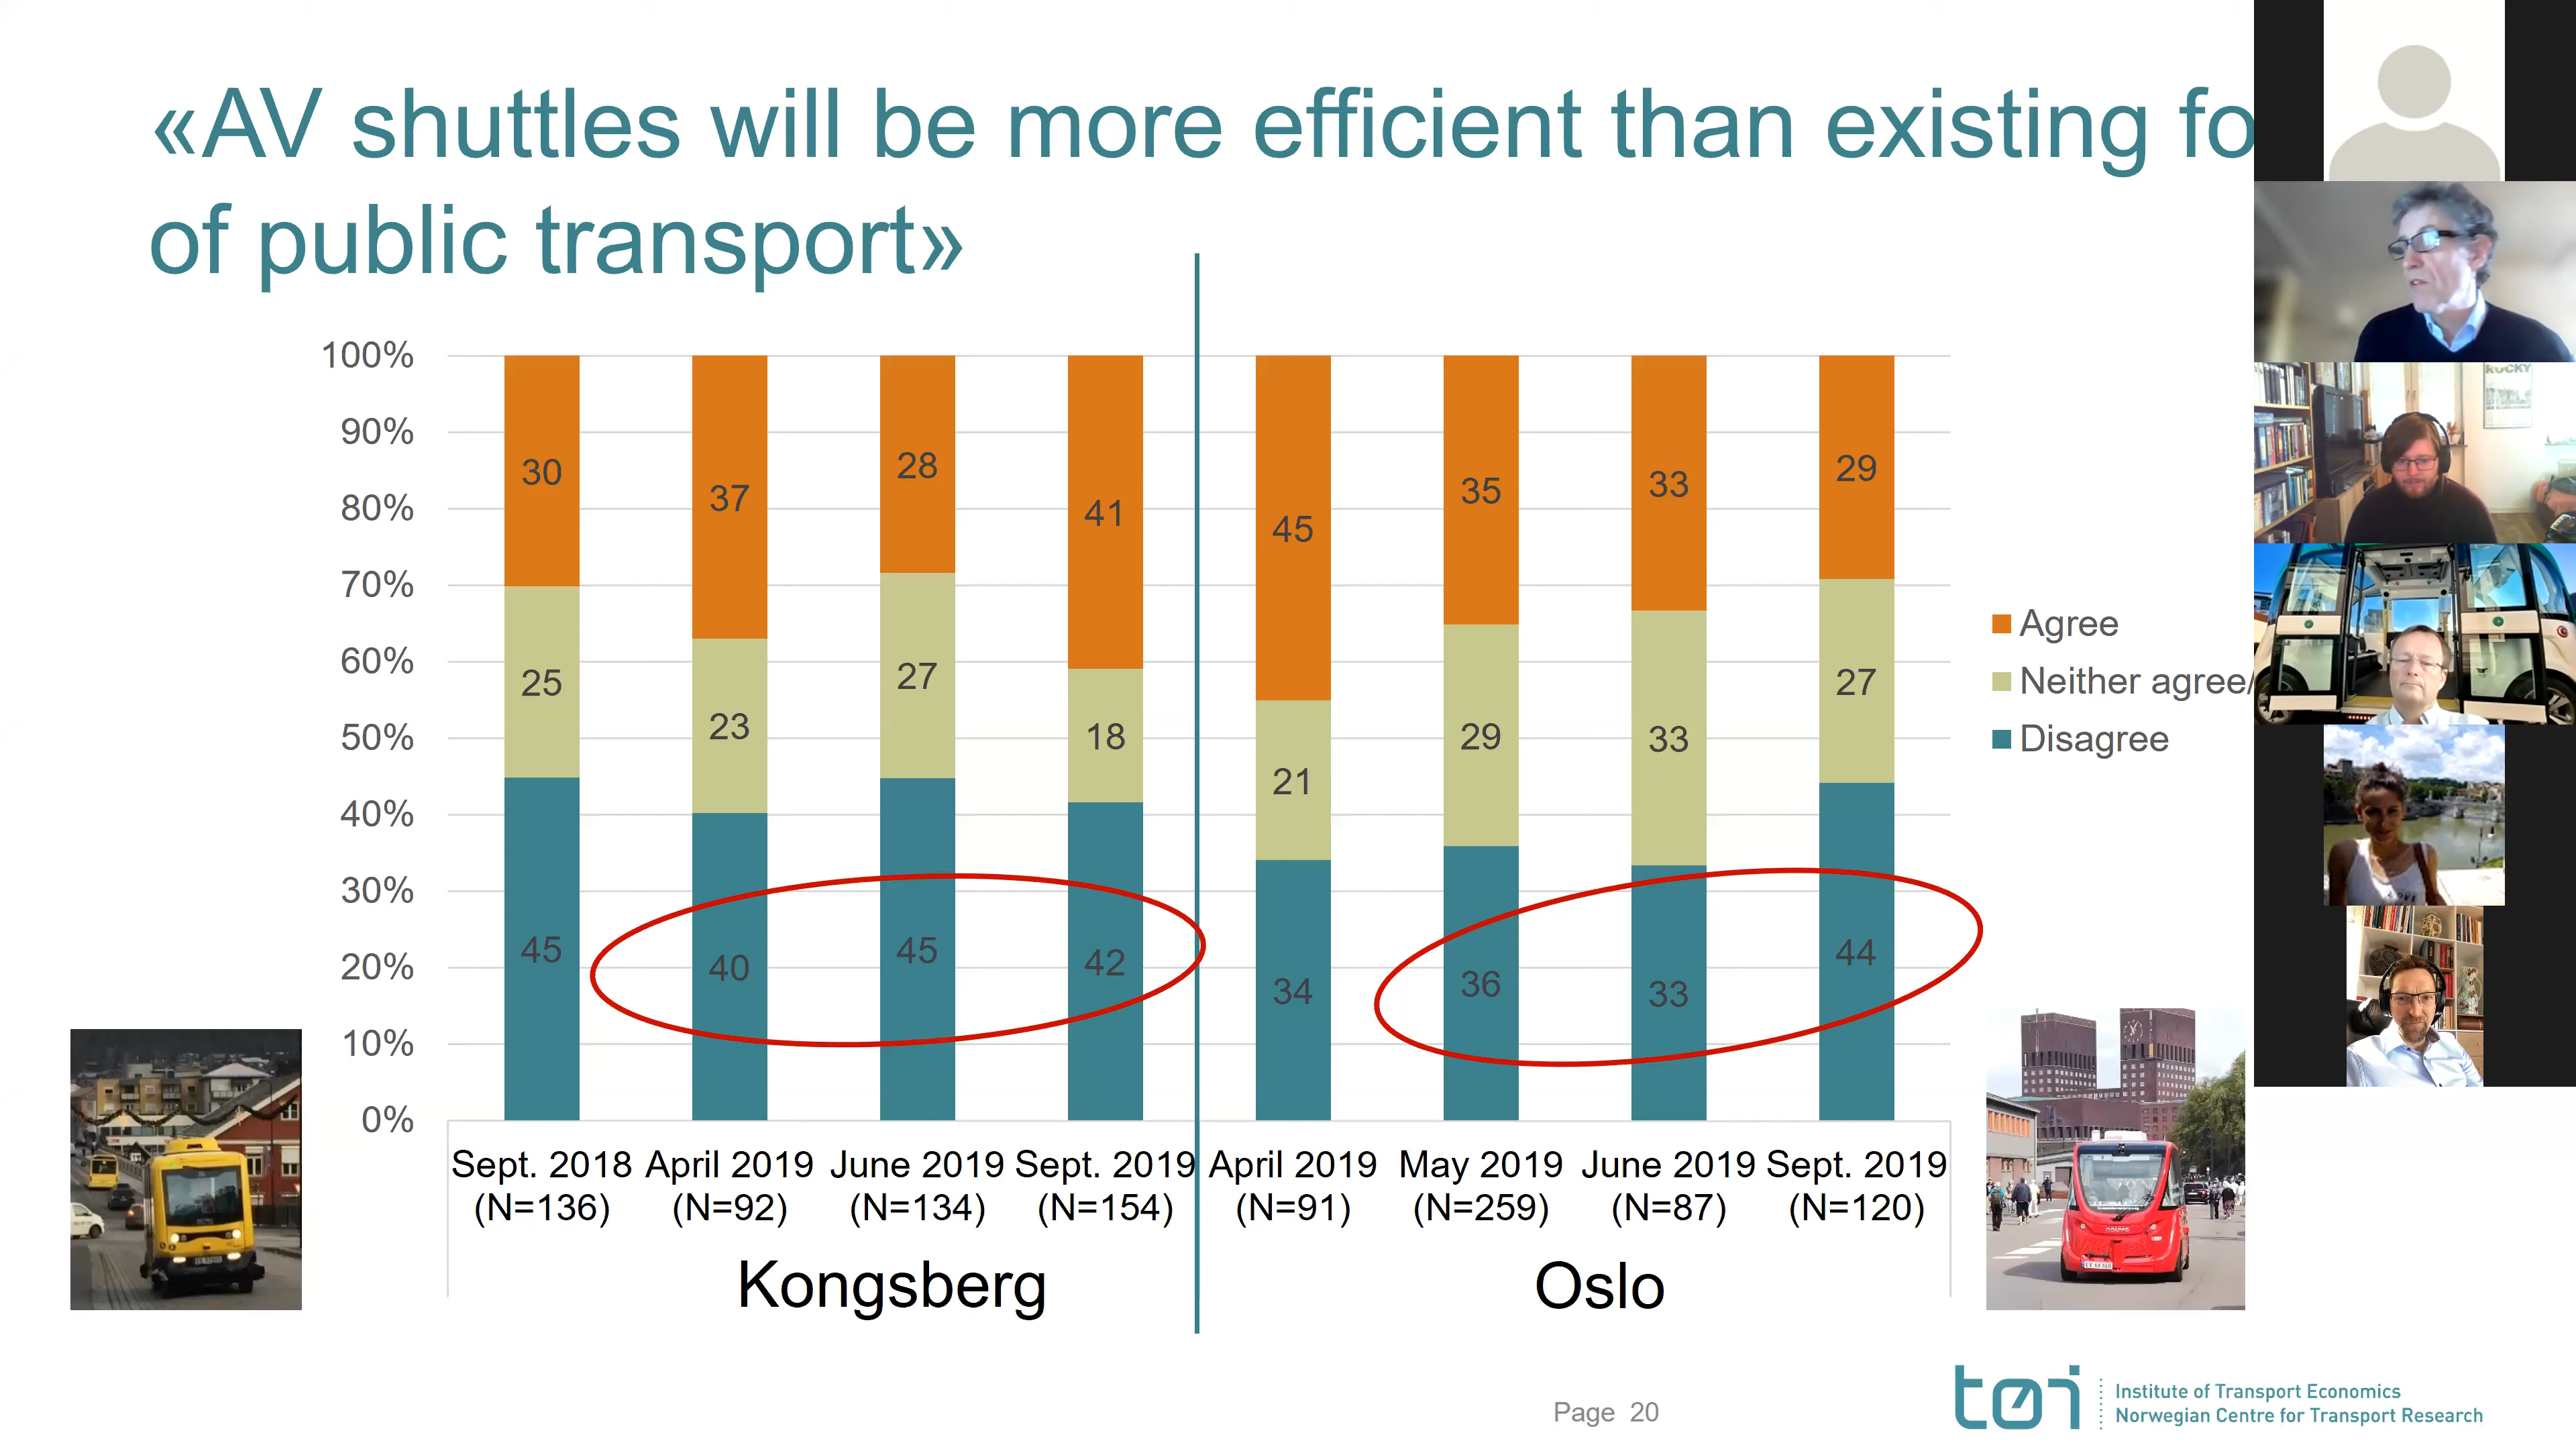 «AV shuttles will be more efficient than existing fo
of public transport»
100%
90%
80%
70%
60%
50%
40%
30%
20%
10%
0%
30
37
28
41
45
35
33
29
25
23
27
18
21
29
33
27
45
40
45
42
34
36
33
44
Agree
Neither agree/
Disagree
Sept. 2018 April 2019 June 2019 Sept. 2019 April 2019 May 2019 June 2019 Sept. 2019
(N=136) (N=92) (N=134) (N=154) (N=91) (N=259) (N=87) (N=120)
Kongsberg Oslo
ROCKY
Page 20
tøi
Institute of Transport Economics
Norwegian Centre for Transport Research